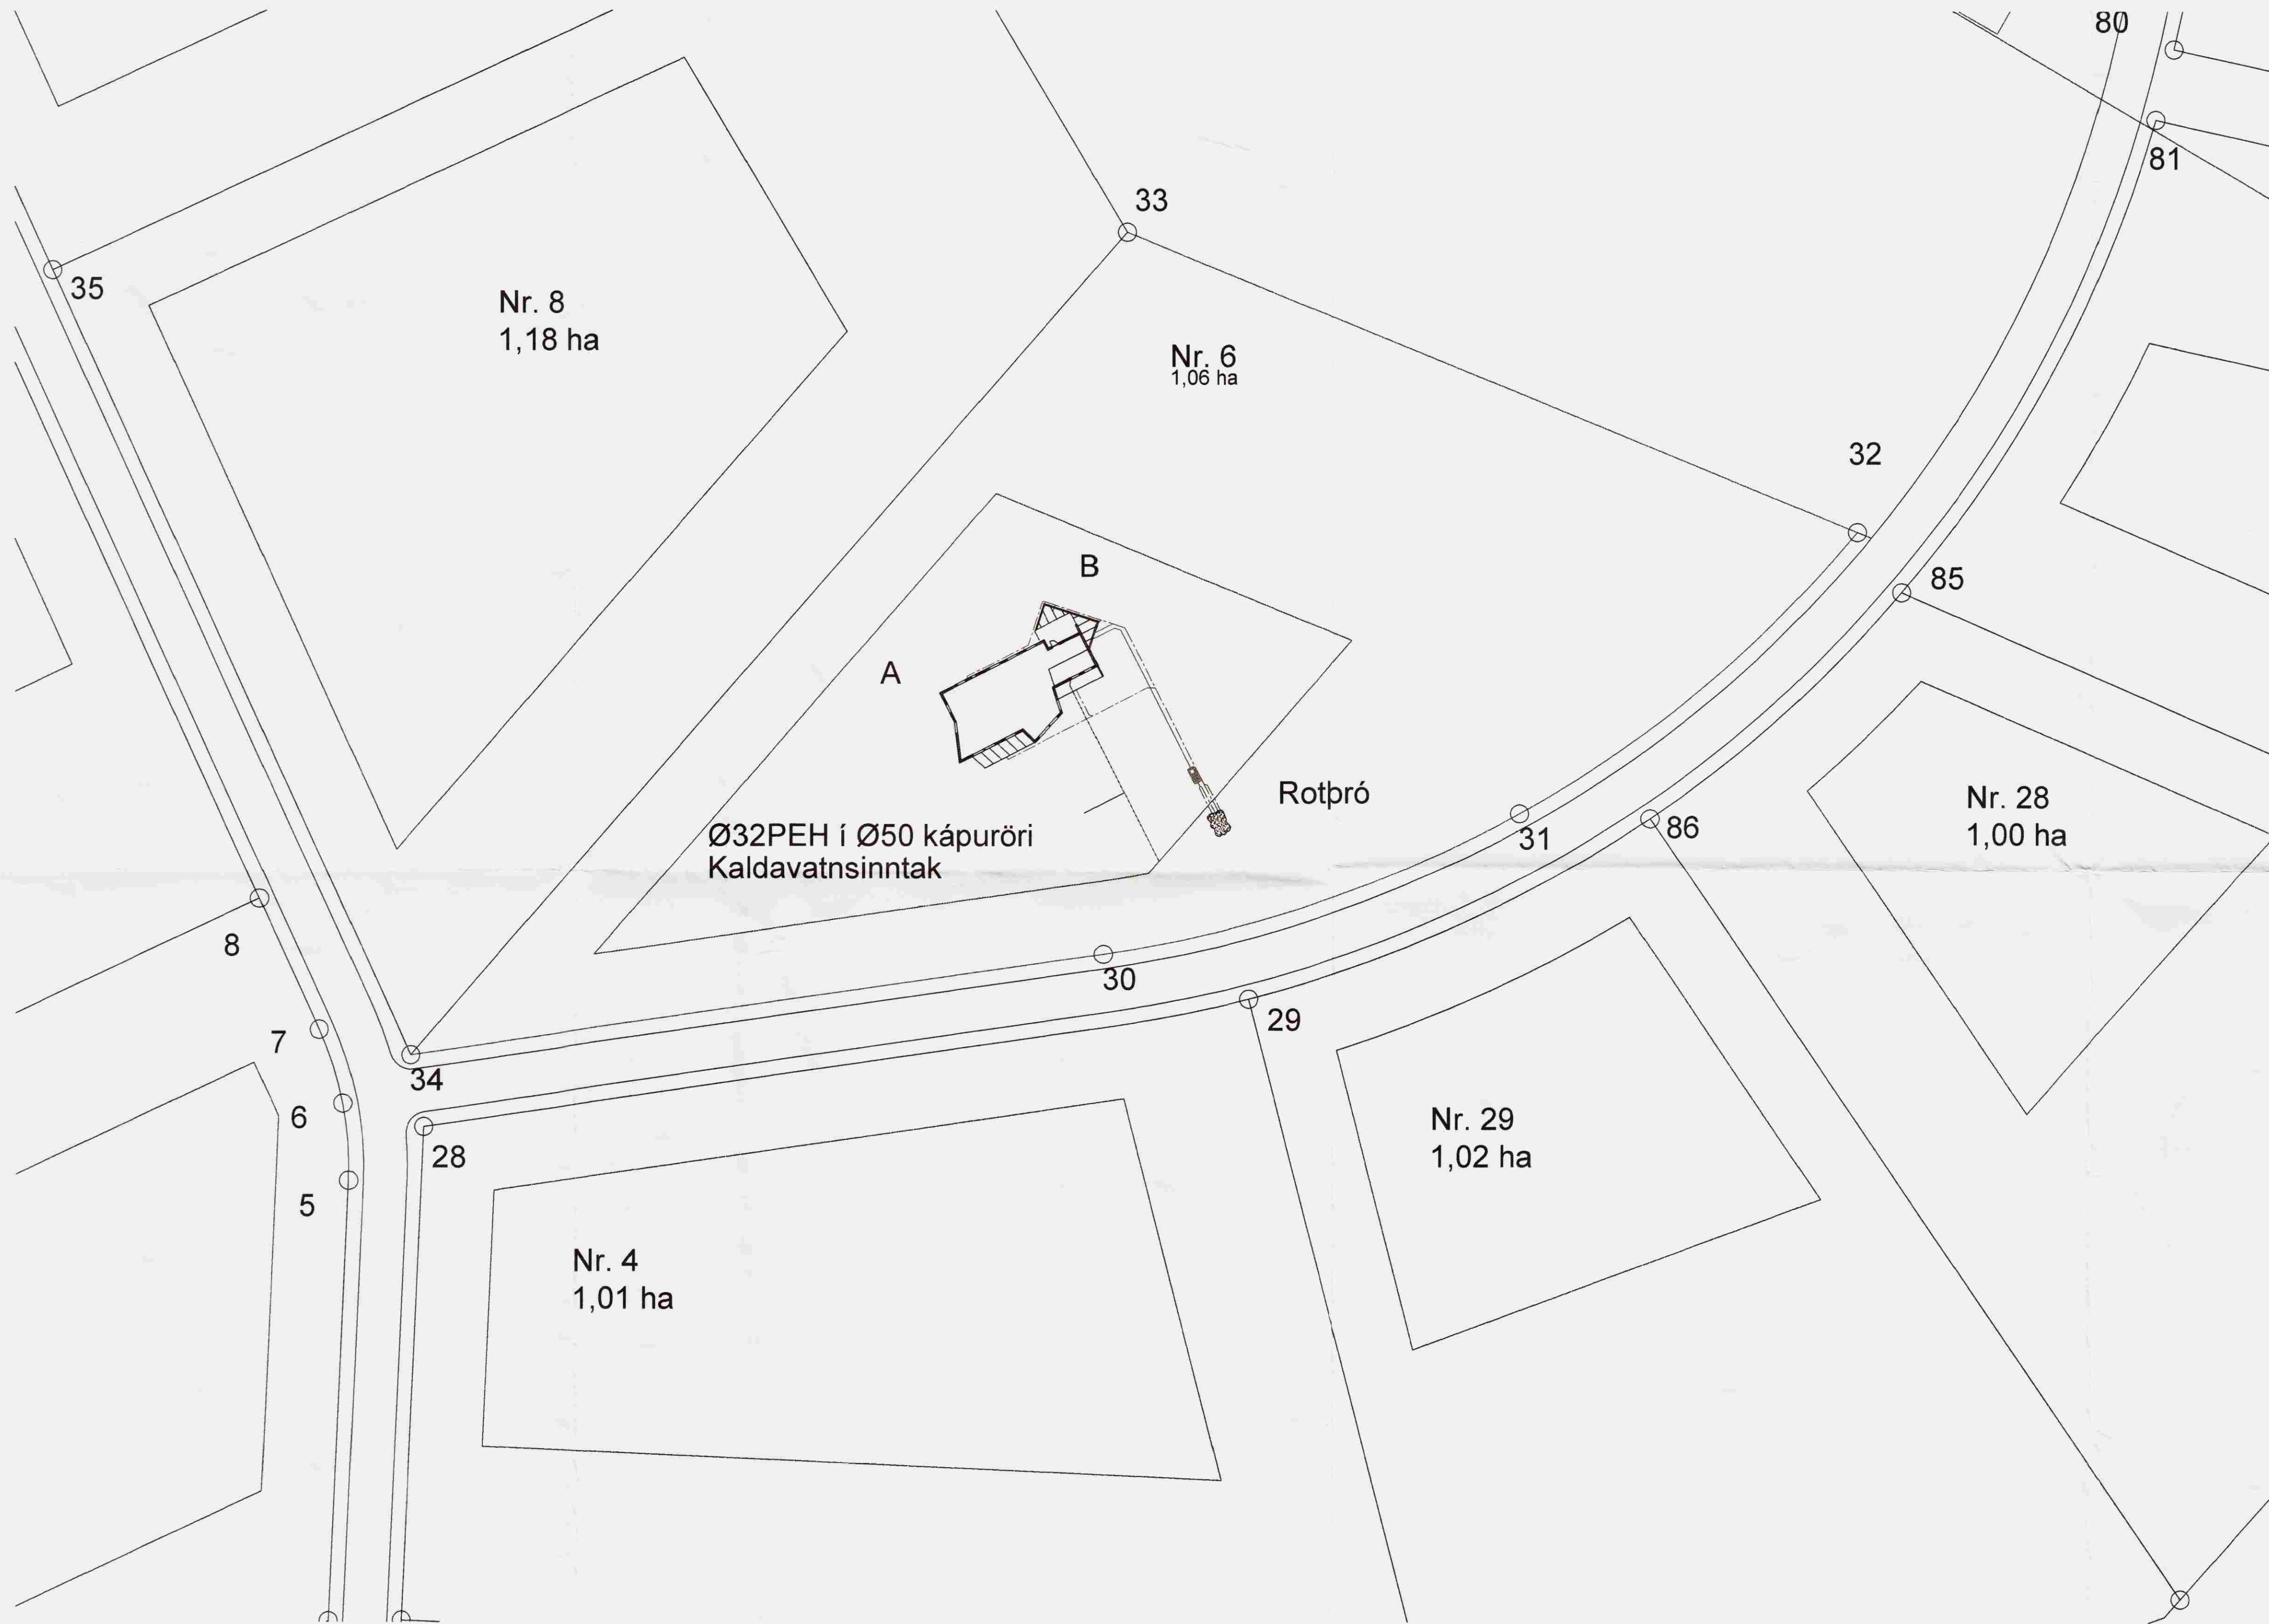 80
81
33
35
Nr. 8
1,18 ha
Nr. 6
1,06 ha
32
B
85
A
Rotþró
Nr. 28
1,00 ha
Ø32PEH í Ø50 kápuröri
Kaldavatnsinntak
31
86
8
30
29
7
34
6
28
Nr. 29
1,02 ha
5
Nr. 4
1,01 ha